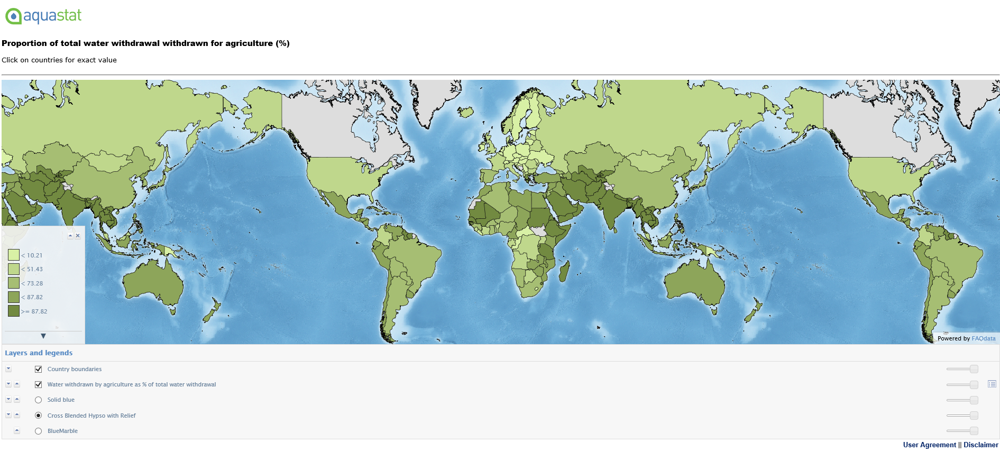 aquastat
Proportion of total water withdrawal withdrawn for agriculture (%)
Click on countries for exact value
< 10.21
< 51.43
< 73.28
< 87.82
>= 87.82
Powered by FAOdata
Layers and legends
Country boundaries
Water withdrawn by agriculture as % of total water withdrawal
Solid blue
Cross Blended Hypso with Relief
BlueMarble
User Agreement || Disclaimer